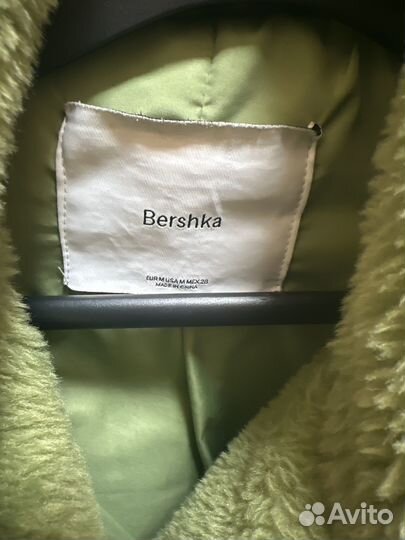 Bershka
EUR M USA M MEX 28
MADE IN CHINA
Avito